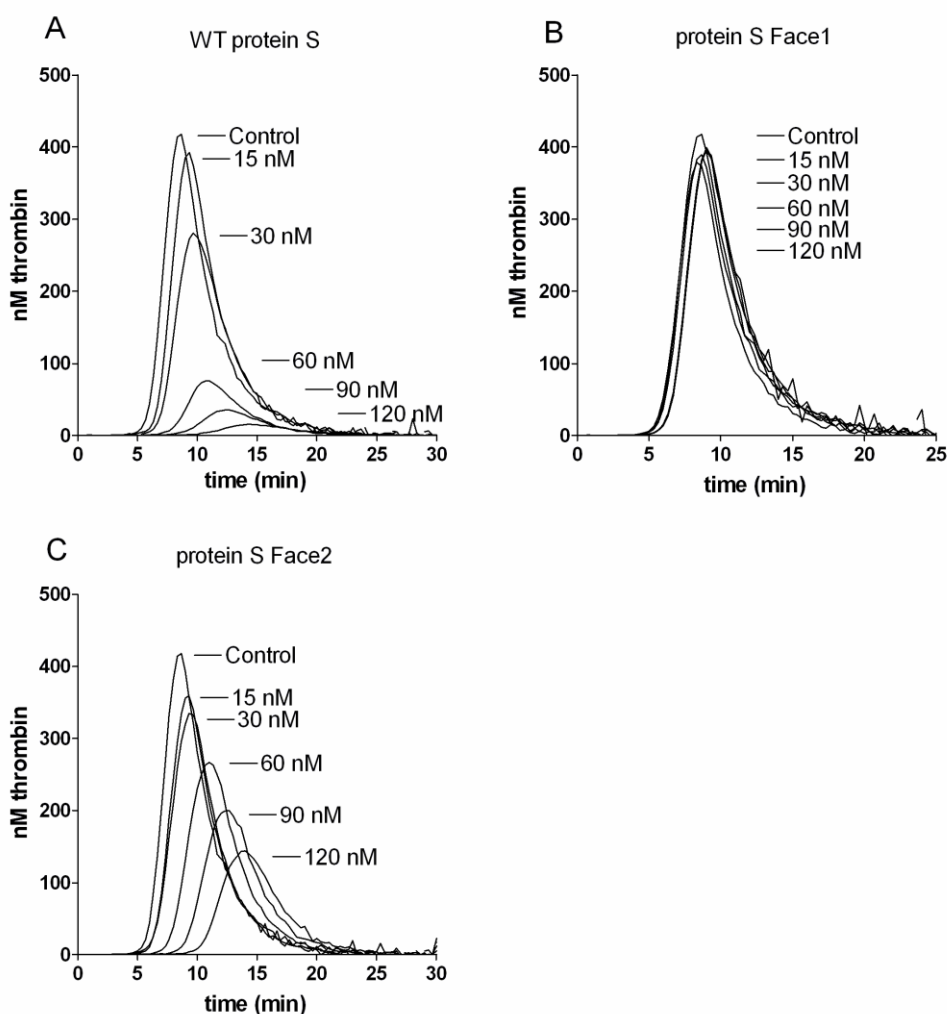 A
WT protein S
500
400
300
200
100
0
nM thrombin
Control
15 nM
30 nM
60 nM
90 nM
120 nM
0 5 10 15 20 25 30
time (min)
B
protein S Face1
500
400
300
200
100
0
nM thrombin
Control
15 nM
30 nM
60 nM
90 nM
120 nM
0 5 10 15 20 25
time (min)
C
protein S Face2
500
400
300
200
100
0
nM thrombin
Control
15 nM
30 nM
60 nM
90 nM
120 nM
0 5 10 15 20 25 30
time (min)